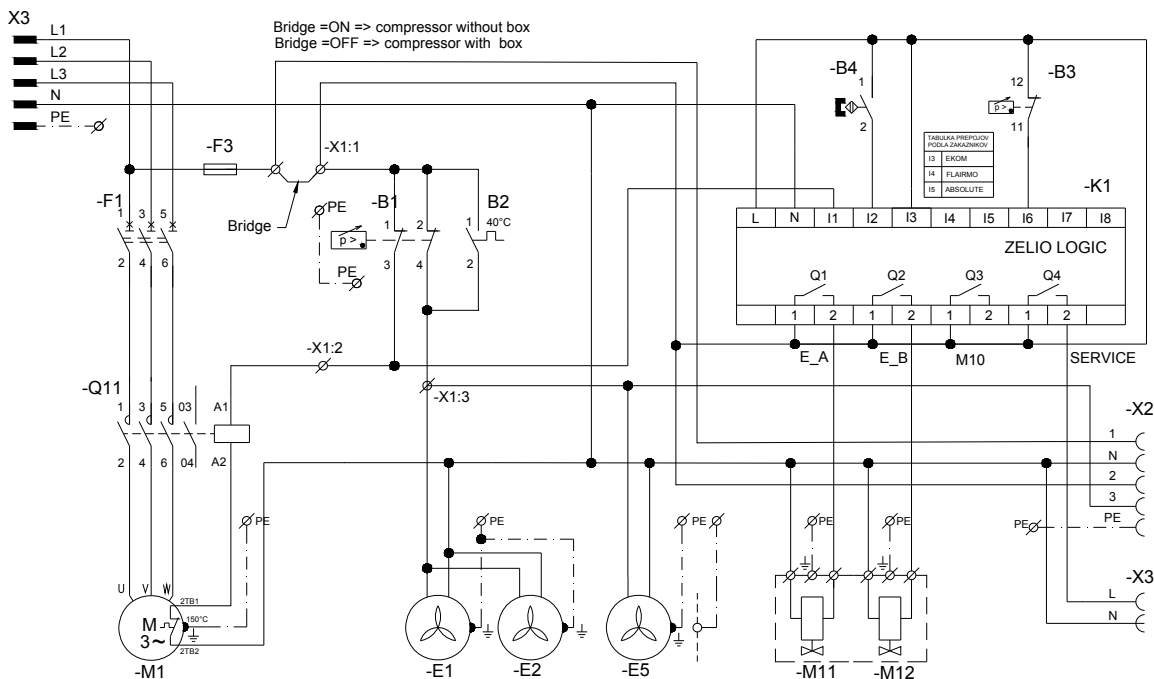 X3
L1
L2
L3
N
PE
Bridge =ON => compressor without box
Bridge =OFF => compressor with box
-F3
-X1:1
Bridge
-F1
1 3 5
2 4 6
PE
PE
-B1
1 2
3 4
p >
B2
1
40°C
2
-B4
1
2
-B3
12
11
p >
TABULKA PREPOJOV
PODLA ZAKAZNIKOV
I3 EKOM
I4 FLAIRMO
I5 ABSOLUTE
-K1
L N I1 I2 I3 I4 I5 I6 I7 I8
ZELIO LOGIC
Q1 Q2 Q3 Q4
1 2 1 2 1 2 1 2
E_A E_B M10 SERVICE
-X1:2
-X1:3
-Q11
1 3 5 03 A1
2 4 6 04 A2
-X2
1
N
2
3
PE
PE
PE
PE
PE
PE
PE
-X3
L
N
U V W
2TB1
150°C
2TB2
M
3~
-M1
-E1
-E2
-E5
-M11
-M12